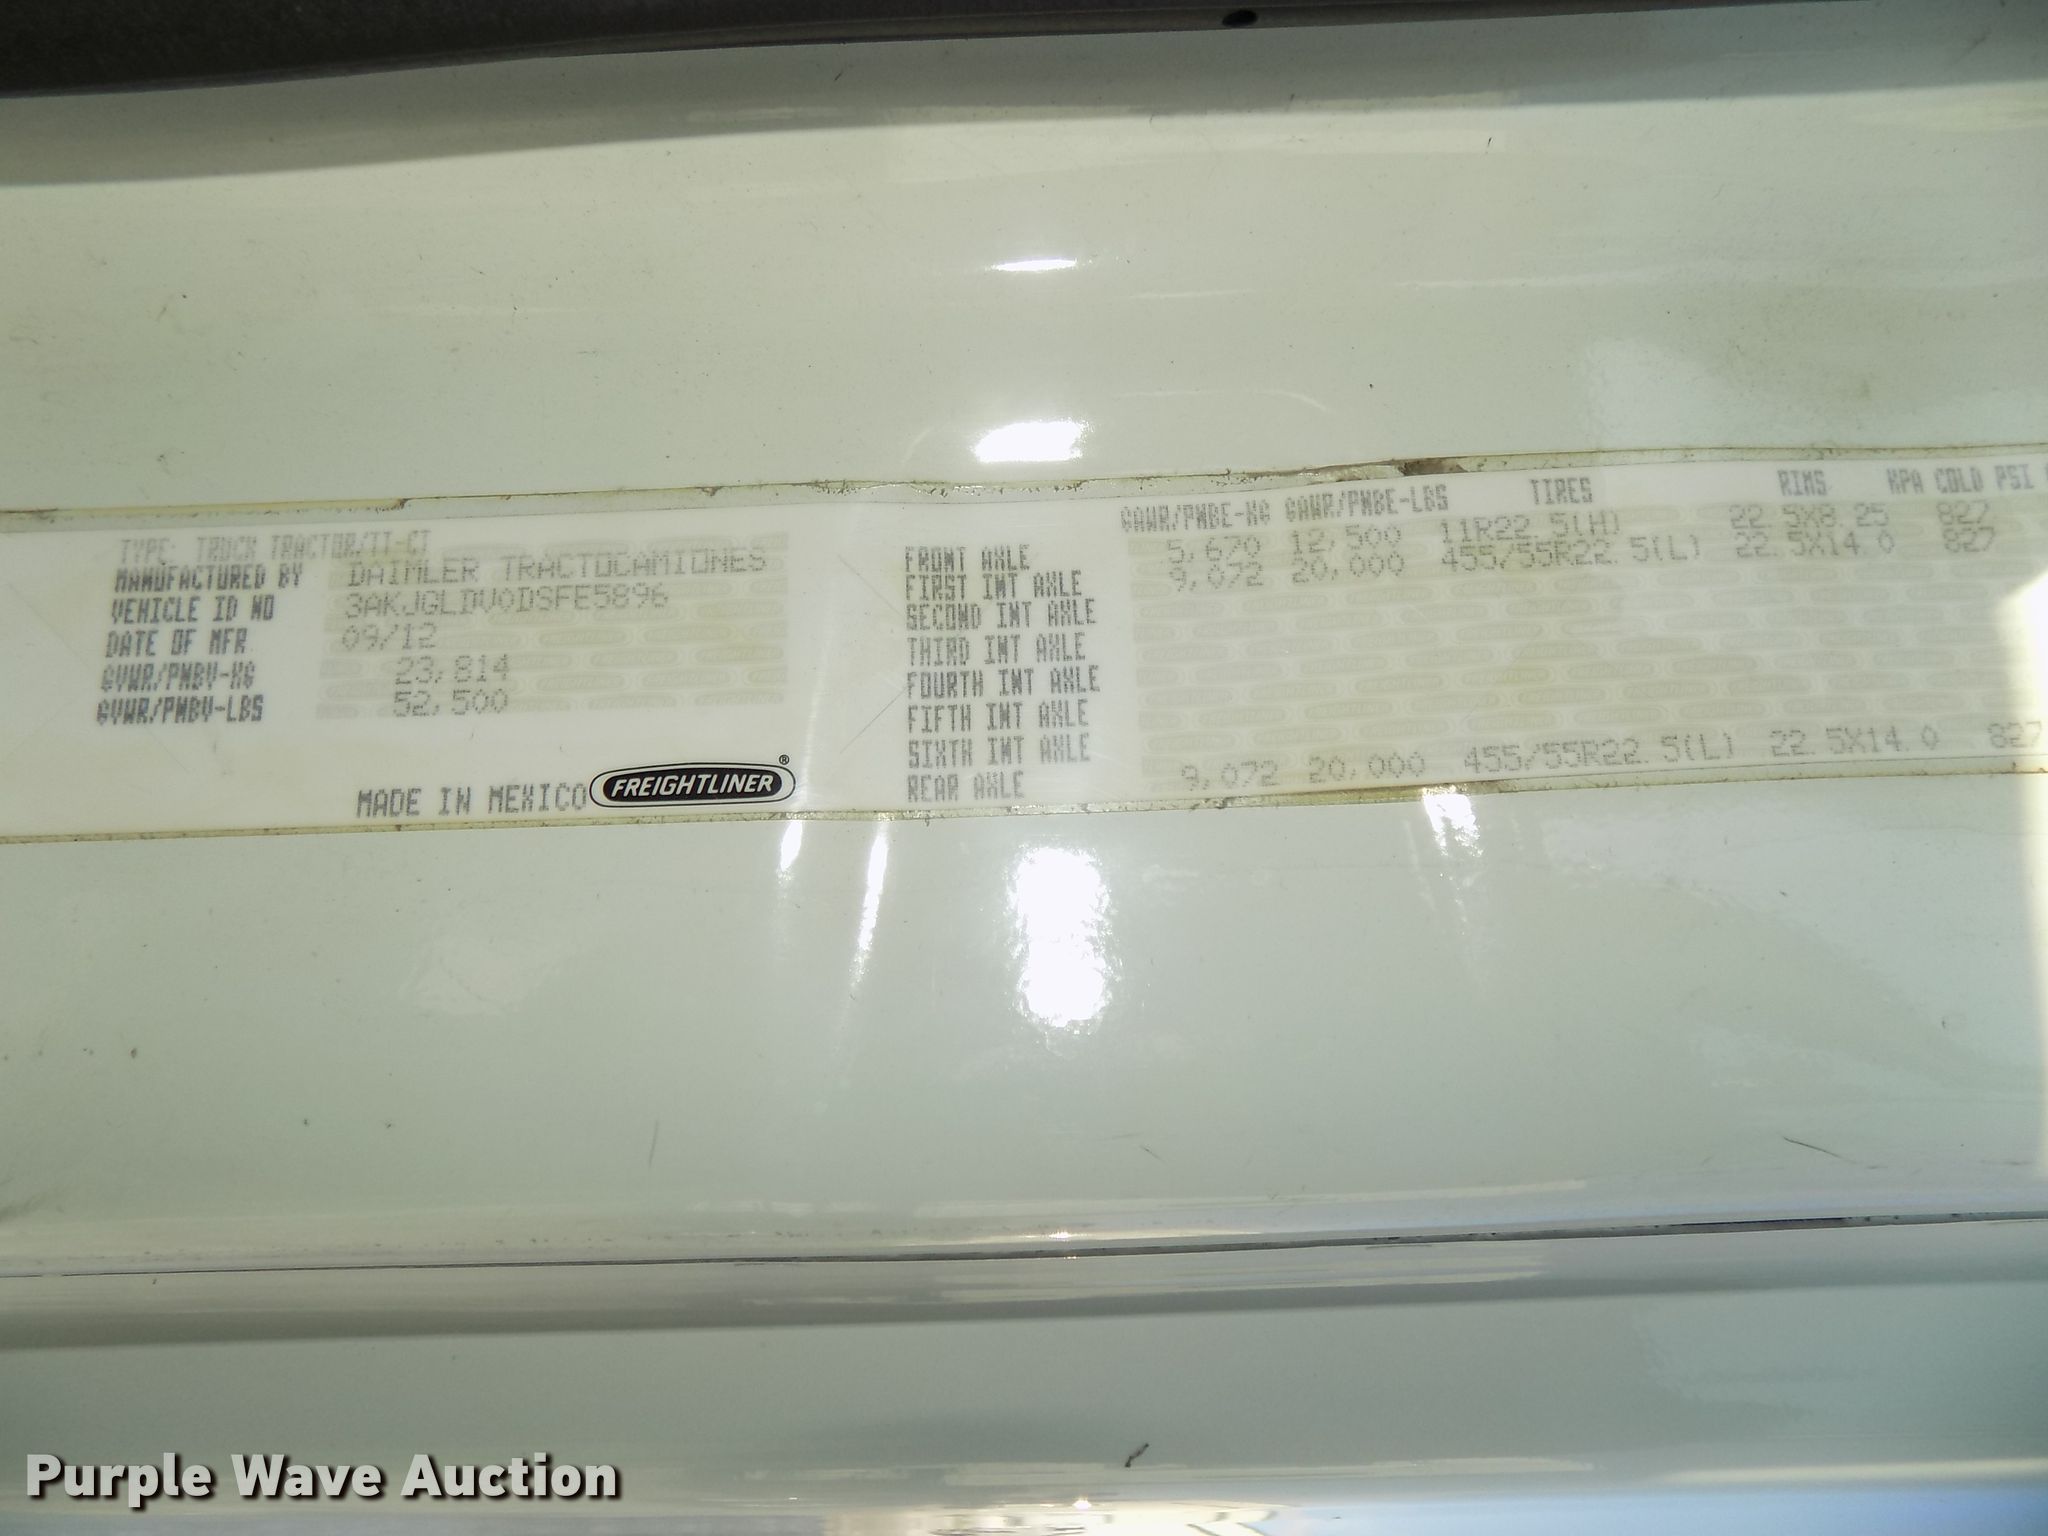 TYPE: TRUCK TRACTOR/TT-CT
MANUFACTURED BY DAIMLER TRACTOCAMIONES
VEHICLE ID NO 3AKJGLDV0DSFE5896
DATE OF MFR 09/12
GVWR/PMBV-KG 23,814
GVWR/PMBV-LBS 52,500
MADE IN MEXICO FREIGHTLINER®
GAWR/PMBE-KG GAWR/PMBE-LBS TIRES RIMS KPA COLD PSI
FRONT AXLE 5,670 12,500 11R22.5(H) 22.5X8.25 827
FIRST INT AXLE 9,072 20,000 455/55R22.5(L) 22.5X14.0 827
SECOND INT AXLE
THIRD INT AXLE
FOURTH INT AXLE
FIFTH INT AXLE
SIXTH INT AXLE
REAR AXLE 9,072 20,000 455/55R22.5(L) 22.5X14.0 827
Purple Wave Auction